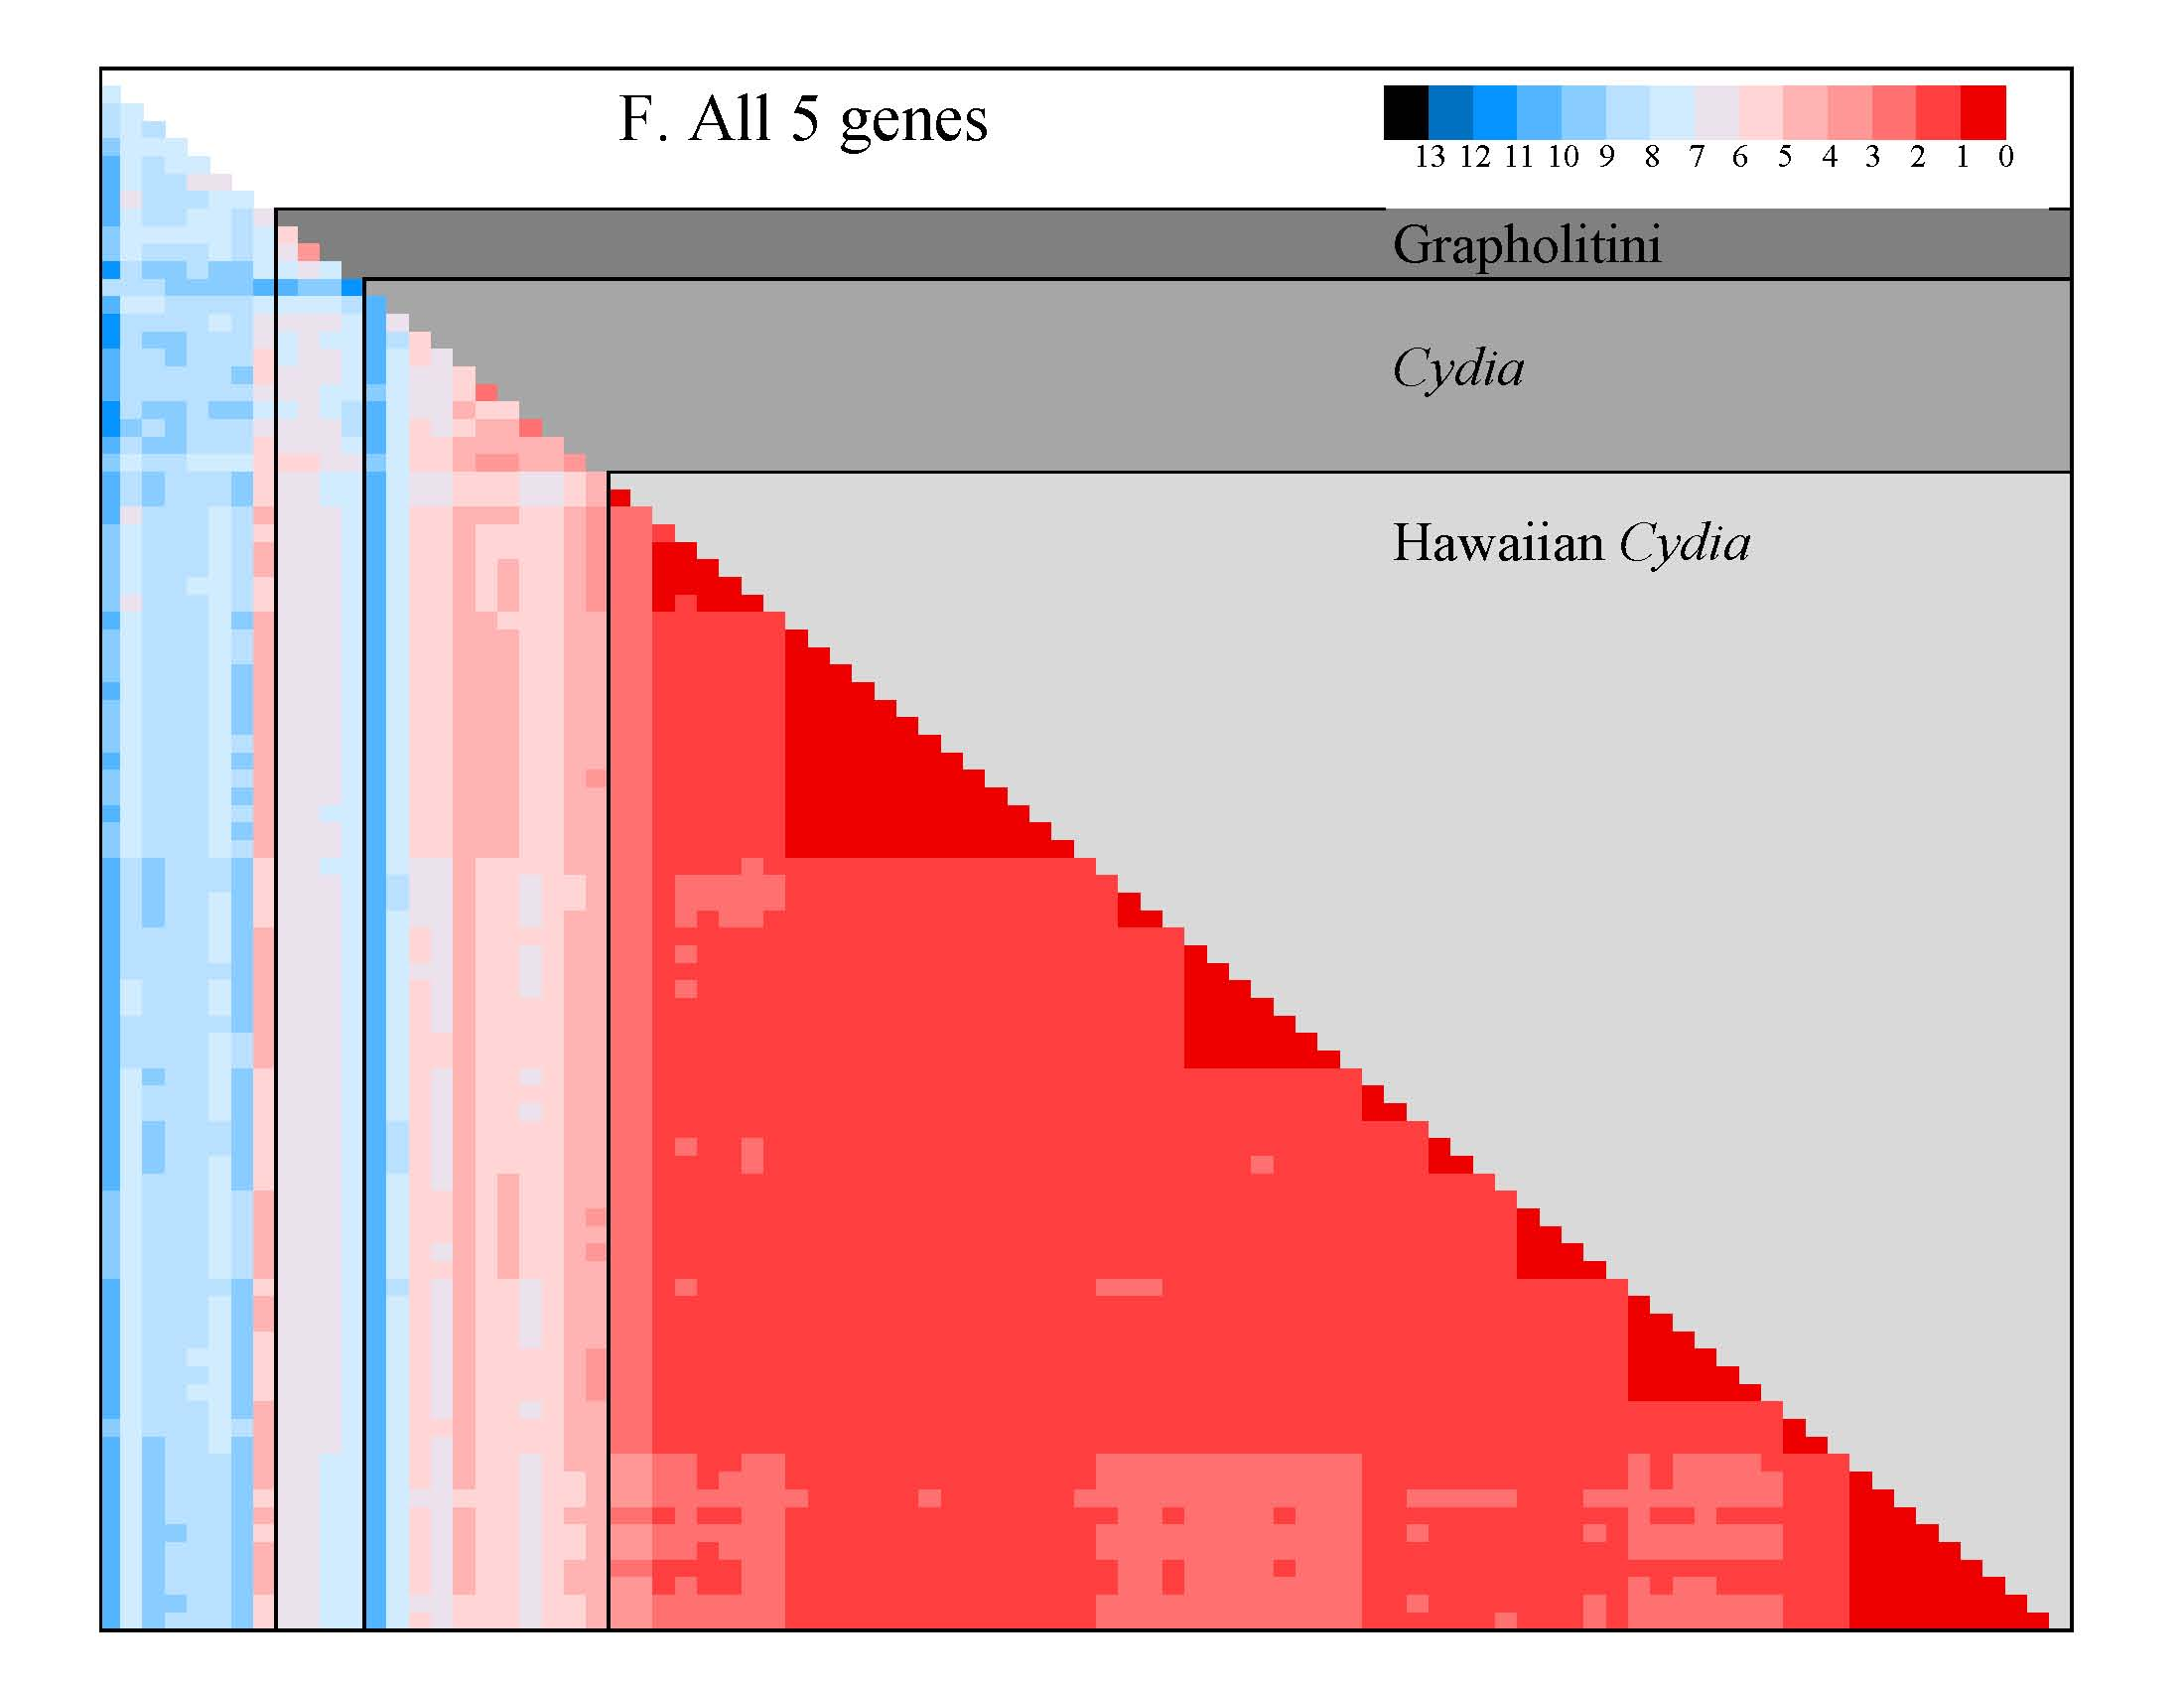 F. All 5 genes
13 12 11 10 9 8 7 6 5 4 3 2 1 0
Grapholitini
Cydia
Hawaiian Cydia